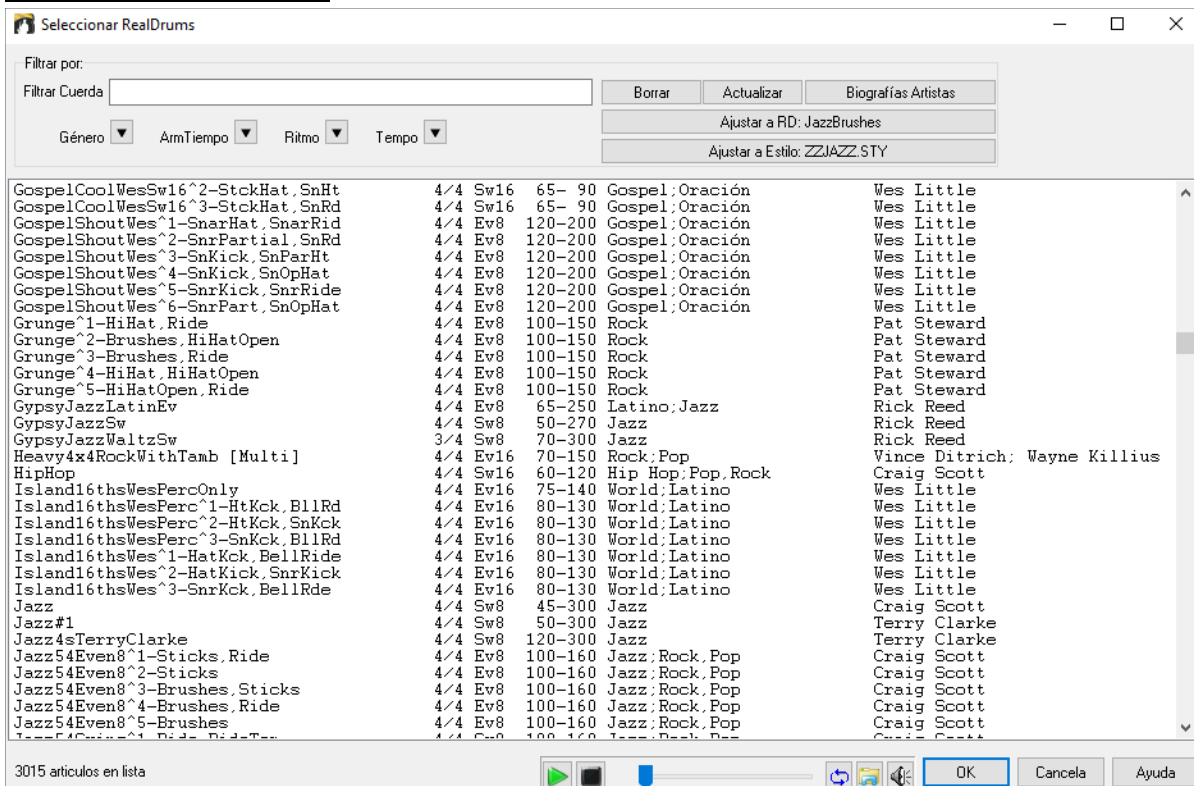 Seleccionar RealDrums
Filtrar por:
Filtrar Cuerda Borrar Actualizar Biografías Artistas
Ajustar a RD: JazzBrushes
Género ArmTiempo Ritmo Tempo
Ajustar a Estilo: ZZJAZZ.STY
GospelCoolWesSw16^2-StckHat,SnHt 4/4 Sw16 65- 90 Gospel;Oración Wes Little
GospelCoolWesSw16^3-StckHat,SnRd 4/4 Sw16 65- 90 Gospel;Oración Wes Little
GospelShoutWes^1-SnarHat,SnarRid 4/4 Ev8 120-200 Gospel;Oración Wes Little
GospelShoutWes^2-SnrPartial,SnRd 4/4 Ev8 120-200 Gospel;Oración Wes Little
GospelShoutWes^3-SnKick,SnParHt 4/4 Ev8 120-200 Gospel;Oración Wes Little
GospelShoutWes^4-SnKick,SnOpHat 4/4 Ev8 120-200 Gospel;Oración Wes Little
GospelShoutWes^5-SnrKick,SnrRide 4/4 Ev8 120-200 Gospel;Oración Wes Little
GospelShoutWes^6-SnrPart,SnOpHat 4/4 Ev8 120-200 Gospel;Oración Wes Little
Grunge^1-HiHat,Ride 4/4 Ev8 100-150 Rock Pat Steward
Grunge^2-Brushes,HiHatOpen 4/4 Ev8 100-150 Rock Pat Steward
Grunge^3-Brushes,Ride 4/4 Ev8 100-150 Rock Pat Steward
Grunge^4-HiHat,HiHatOpen 4/4 Ev8 100-150 Rock Pat Steward
Grunge^5-HiHatOpen,Ride 4/4 Ev8 100-150 Rock Pat Steward
GypsyJazzLatinEv 4/4 Ev8 65-250 Latino;Jazz Rick Reed
GypsyJazzSw 4/4 Sw8 50-270 Jazz Rick Reed
GypsyJazzWaltzSw 3/4 Sw8 70-300 Jazz Rick Reed
Heavy4x4RockWithTamb [Multi] 4/4 Ev16 70-150 Rock;Pop Vince Ditrich; Wayne Killius
HipHop 4/4 Sw16 60-120 Hip Hop;Pop,Rock Craig Scott
Island16thsWesPercOnly 4/4 Ev16 75-140 World;Latino Wes Little
Island16thsWesPerc^1-HtKck,BllRd 4/4 Ev16 80-130 World;Latino Wes Little
Island16thsWesPerc^2-HtKck,SnKck 4/4 Ev16 80-130 World;Latino Wes Little
Island16thsWesPerc^3-SnKck,BllRd 4/4 Ev16 80-130 World;Latino Wes Little
Island16thsWes^1-HatKck,BellRide 4/4 Ev16 80-130 World;Latino Wes Little
Island16thsWes^2-HatKick,SnrKick 4/4 Ev16 80-130 World;Latino Wes Little
Island16thsWes^3-SnrKck,BellRde 4/4 Ev16 80-130 World;Latino Wes Little
Jazz 4/4 Sw8 45-300 Jazz Craig Scott
Jazz#1 4/4 Sw8 50-300 Jazz Terry Clarke
Jazz4sTerryClarke 4/4 Sw8 120-300 Jazz Terry Clarke
Jazz54Even8^1-Sticks,Ride 4/4 Ev8 100-160 Jazz;Rock,Pop Craig Scott
Jazz54Even8^2-Sticks 4/4 Ev8 100-160 Jazz;Rock,Pop Craig Scott
Jazz54Even8^3-Brushes,Sticks 4/4 Ev8 100-160 Jazz;Rock,Pop Craig Scott
Jazz54Even8^4-Brushes,Ride 4/4 Ev8 100-160 Jazz;Rock,Pop Craig Scott
Jazz54Even8^5-Brushes 4/4 Ev8 100-160 Jazz;Rock,Pop Craig Scott
3015 articulos en lista OK Cancela Ayuda